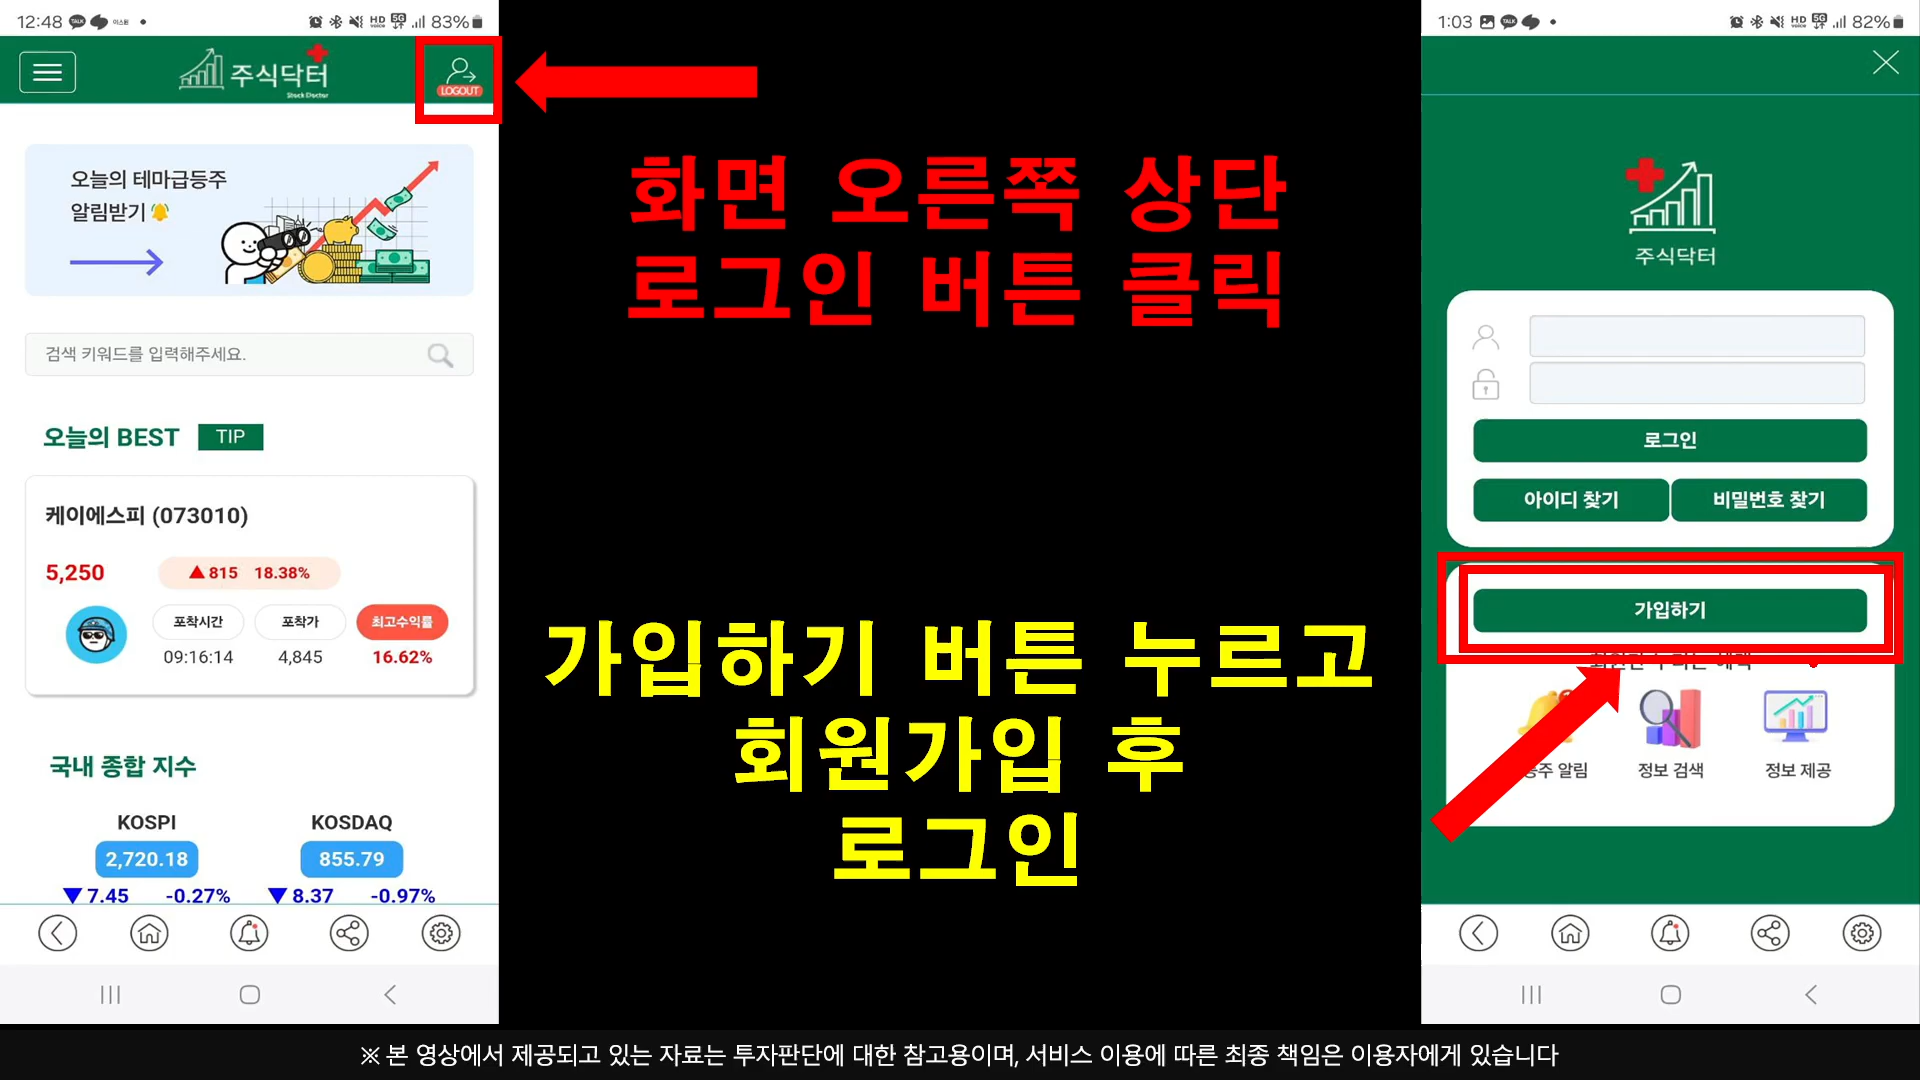 12:48
83%
LOGOUT
주식닥터
Stock Doctor
오늘의 테마급등주
알림받기
검색 키워드를 입력해주세요.
오늘의 BEST TIP
케이에스피 (073010)
5,250 ▲815 18.38%
포착시간 포착가 최고수익률
09:16:14 4,845 16.62%
국내 종합 지수
KOSPI KOSDAQ
2,720.18 855.79
▼7.45 -0.27% ▼8.37 -0.97%
화면 오른쪽 상단
로그인 버튼 클릭
가입하기 버튼 누르고
회원가입 후
로그인
1:03
82%
주식닥터
로그인
아이디 찾기 비밀번호 찾기
가입하기
등주 알림 정보 검색 정보 제공
※ 본 영상에서 제공되고 있는 자료는 투자판단에 대한 참고용이며, 서비스 이용에 따른 최종 책임은 이용자에게 있습니다